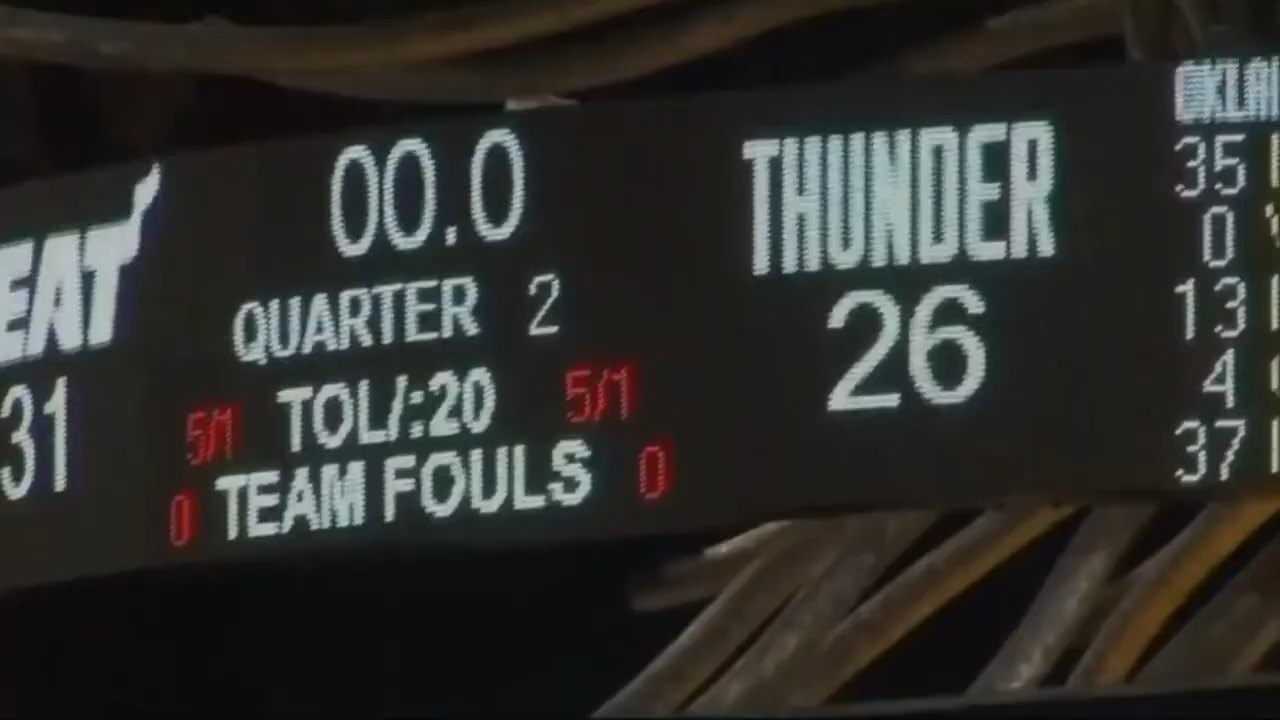 EAT
31
00.0
QUARTER 2
5/1 TOL/:20 5/1
0 TEAM FOULS 0
THUNDER
26
OKLA
35
0
13
4
37